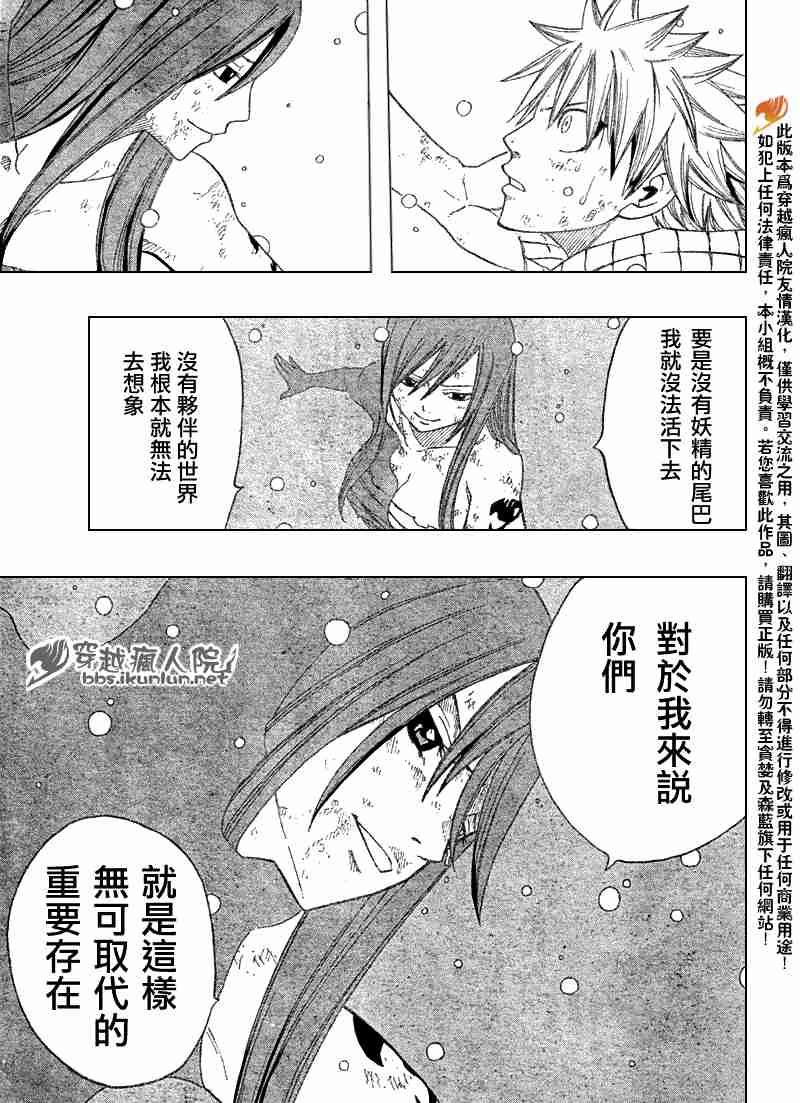 要是沒有妖精的尾巴
我就沒法活下去
沒有夥伴的世界
我根本就無法
去想象
對於我來說
你們
就是這樣
無可取代的
重要存在
穿越瘋人院
bbs.ikunlun.net
此版本爲穿越瘋人院友情漢化，僅供學習交流之用，其圖、翻譯以及任何部分不得進行修改或用于任何商業用途！
如犯上任何法律責任，本小組概不負責。若您喜歡此作品，請購買正版！請勿轉至貪婪及森藍旗下任何網站！